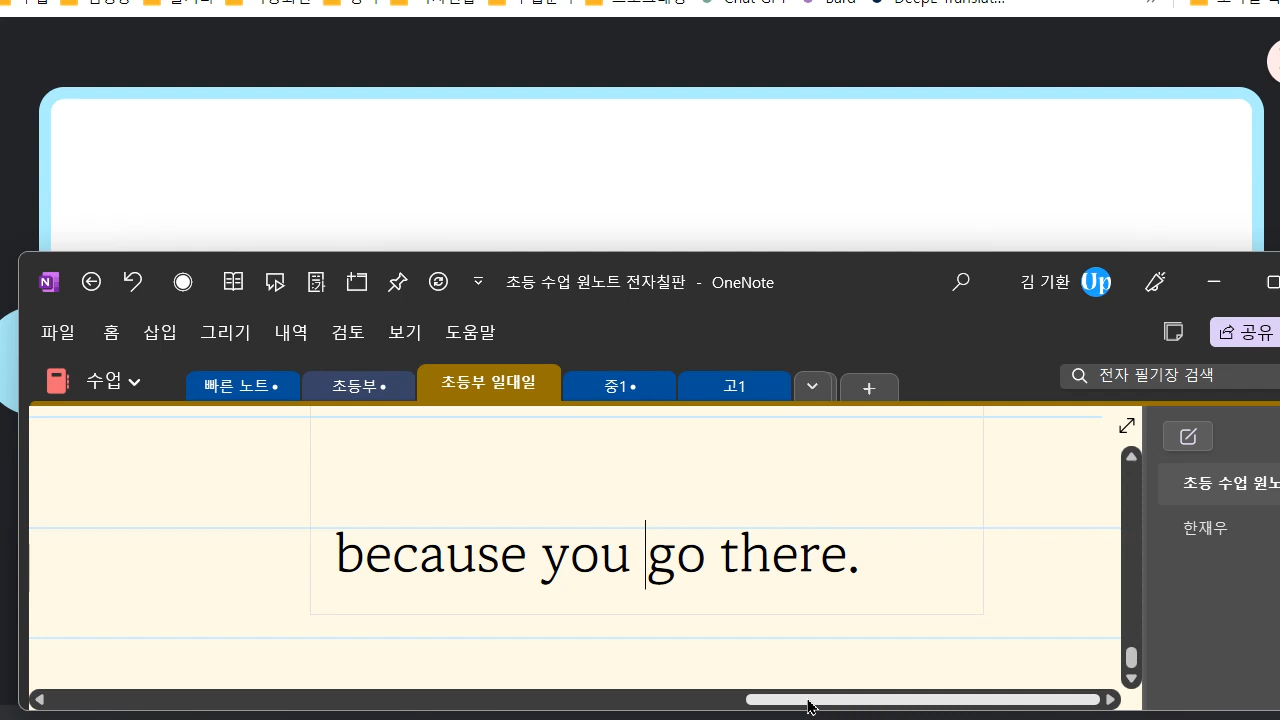 초등 수업 원노트 전자칠판 - OneNote
김 기환
Up
파일 홈 삽입 그리기 내역 검토 보기 도움말
공유
수업
빠른 노트•
초등부•
초등부 일대일
중1•
고1
+
전자 필기장 검색
초등 수업 원노
한재우
because you go there.